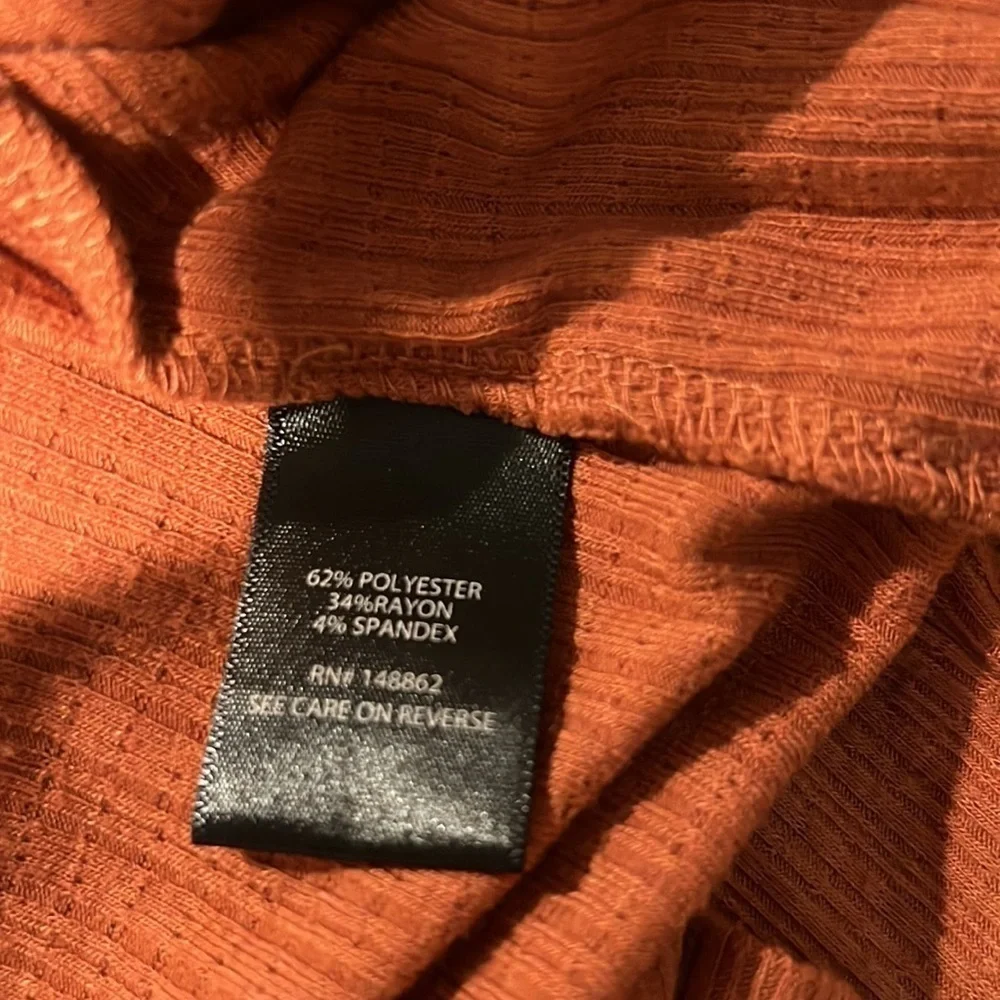 62% POLYESTER
34%RAYON
4% SPANDEX
RN# 148862
SEE CARE ON REVERSE